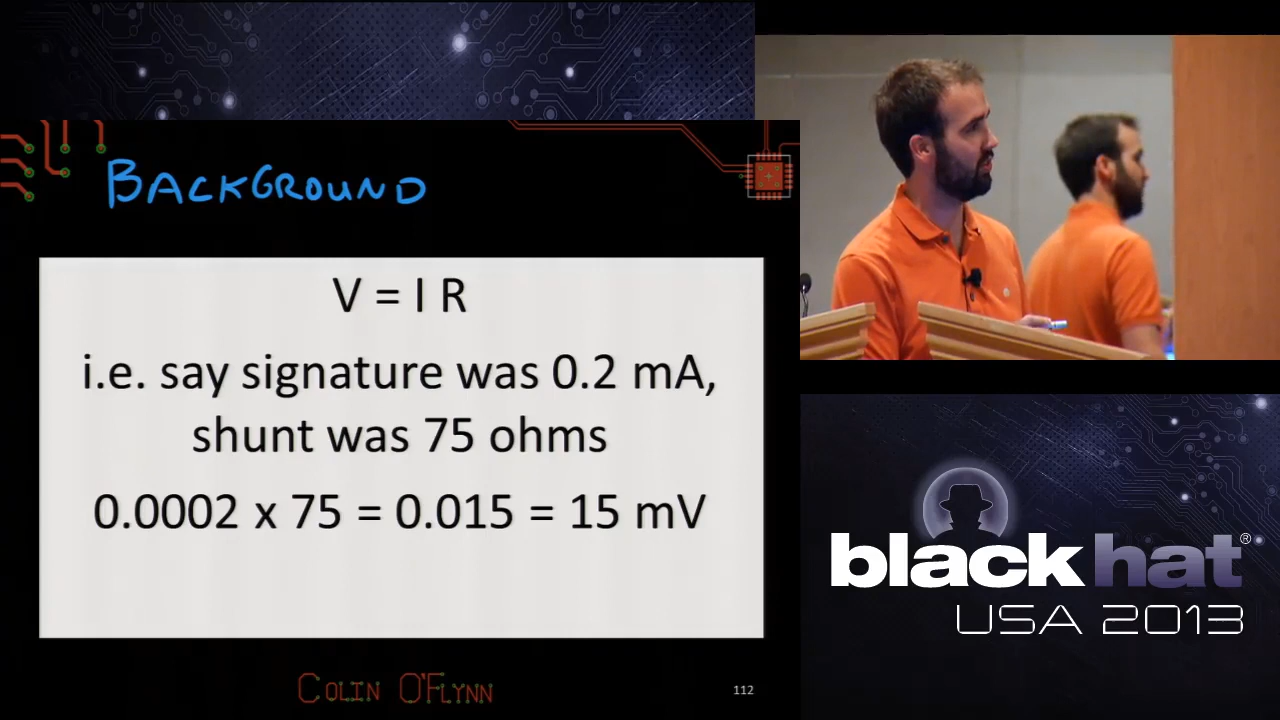 BACKGROUND
V = I R
i.e. say signature was 0.2 mA,
shunt was 75 ohms
0.0002 x 75 = 0.015 = 15 mV
COLIN O'FLYNN
112
black hat®
USA 2013